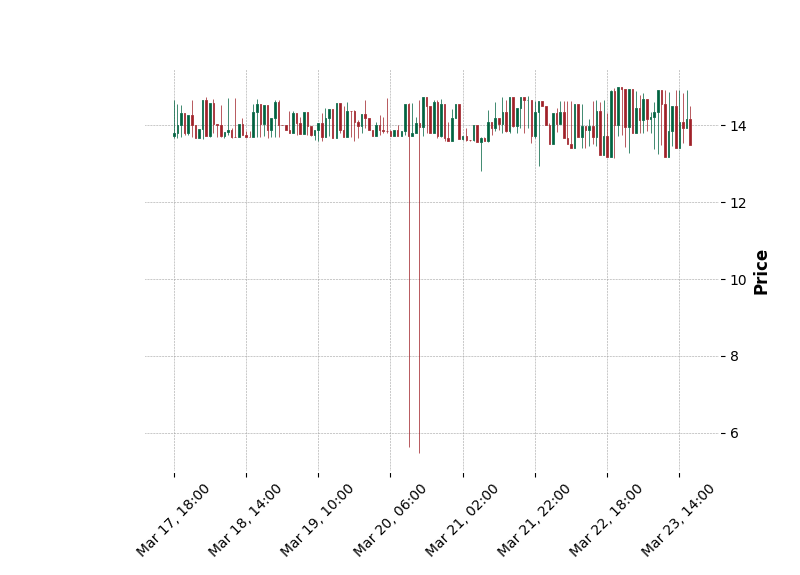 14
12
10
8
6
Price
Mar 17, 18:00
Mar 18, 14:00
Mar 19, 10:00
Mar 20, 06:00
Mar 21, 02:00
Mar 21, 22:00
Mar 22, 18:00
Mar 23, 14:00